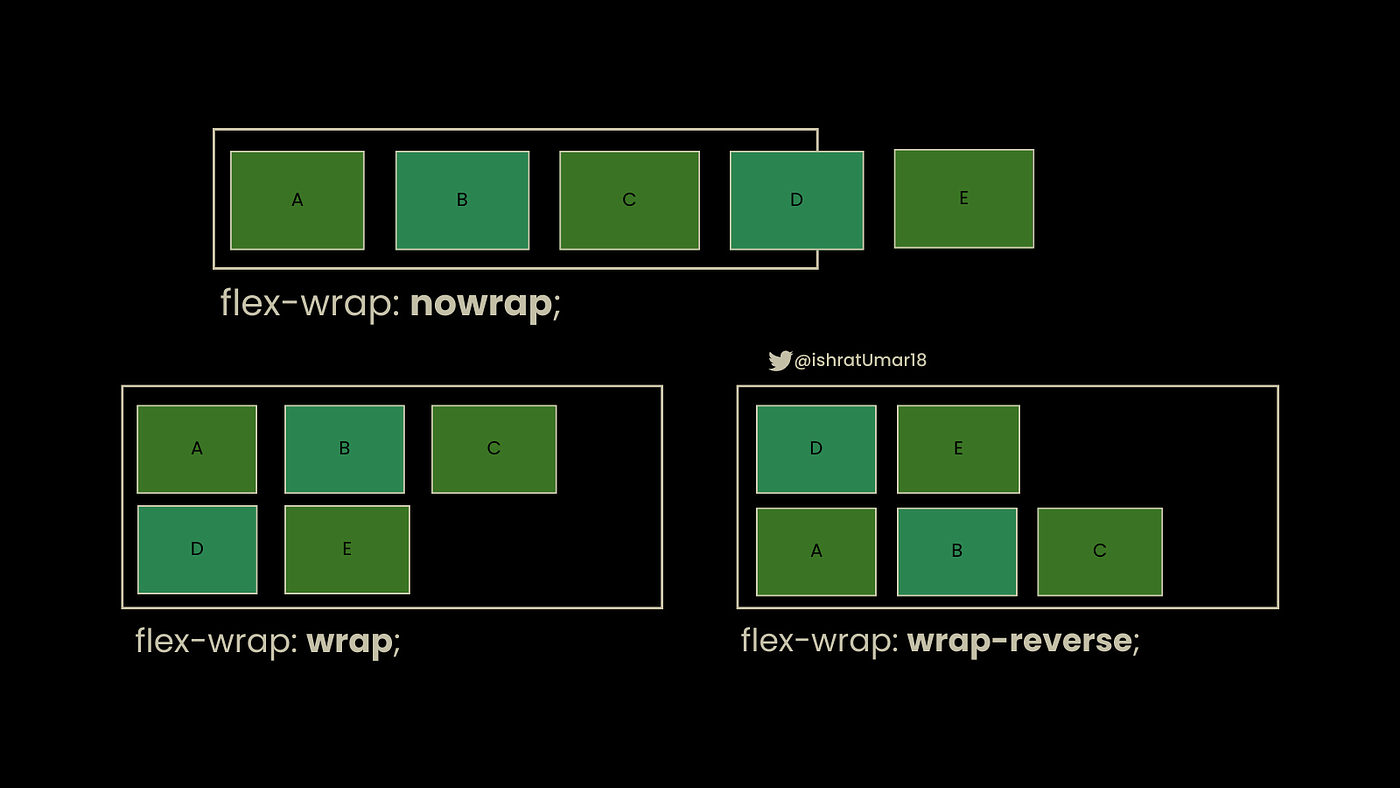 A B C D E
flex-wrap: nowrap;
@ishratUmar18
A B C
D E
flex-wrap: wrap;
D E
A B C
flex-wrap: wrap-reverse;